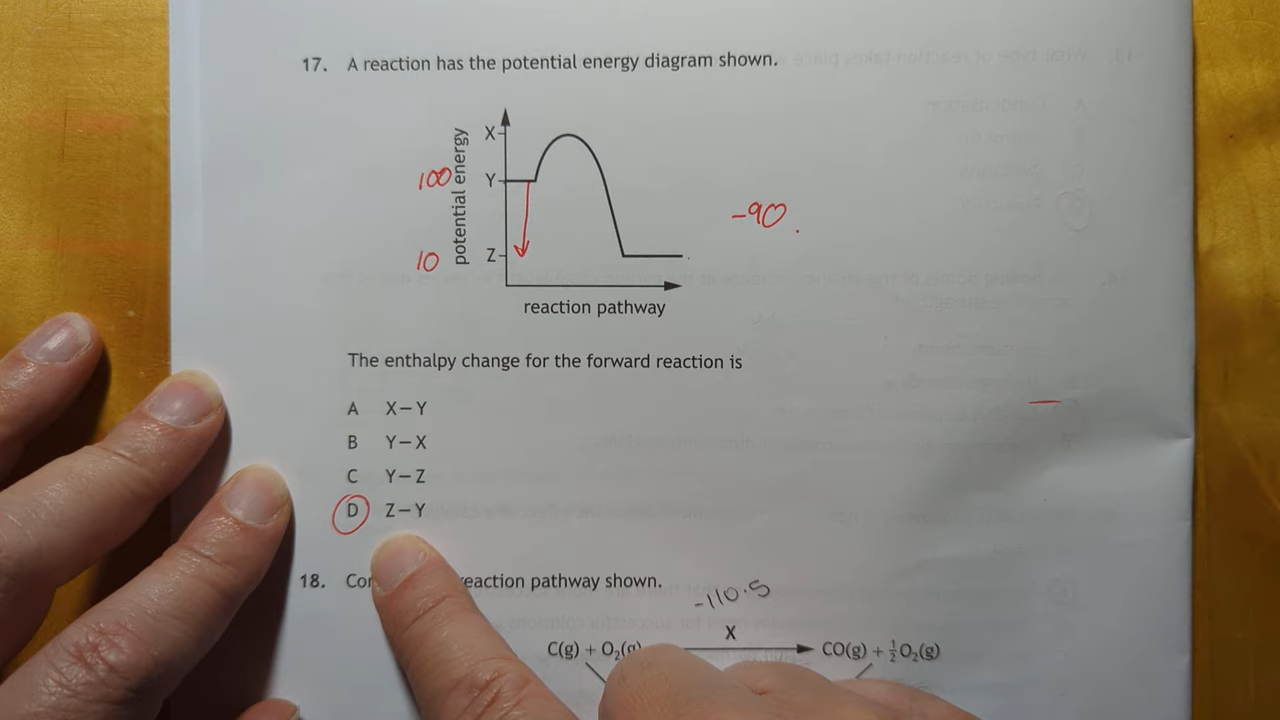 17. A reaction has the potential energy diagram shown.
X
potential energy
100
Y
-90.
10
Z
reaction pathway
The enthalpy change for the forward reaction is
A X−Y
B Y−X
C Y−Z
D Z−Y
18. reaction pathway shown.
-110.5
X
C(g) + O₂(g)
CO(g) + ½O₂(g)